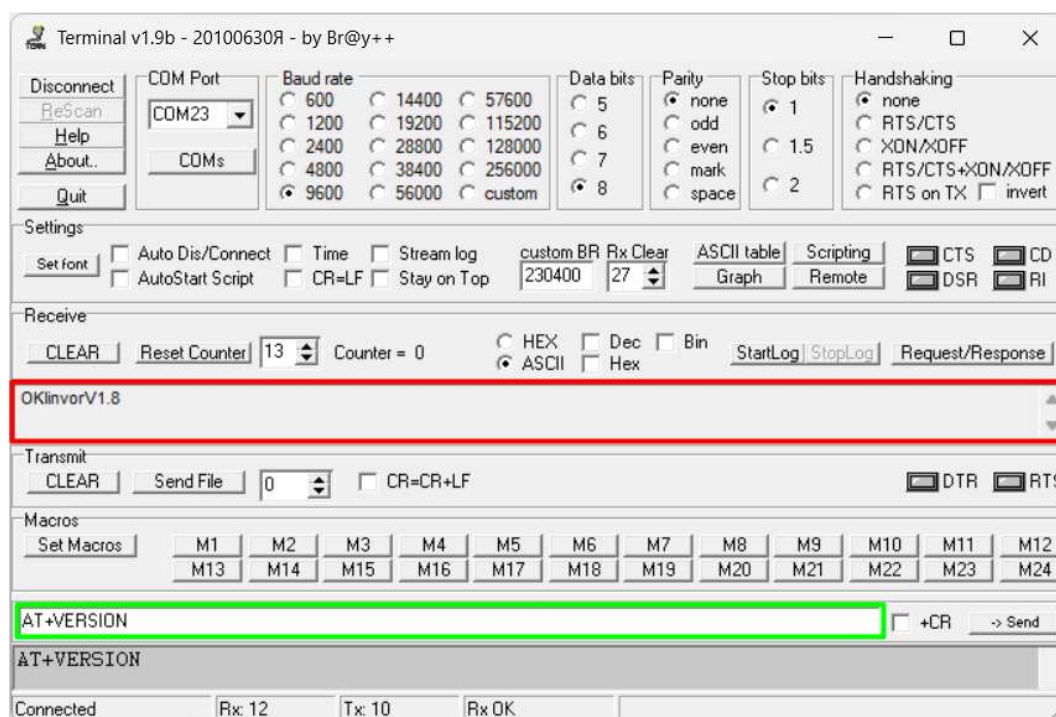 Terminal v1.9b - 20100630Я - by Br@y++
Disconnect
ReScan
Help
About..
Quit
COM Port
COM23
COMs
Baud rate
600 14400 57600
1200 19200 115200
2400 28800 128000
4800 38400 256000
9600 56000 custom
Data bits
5
6
7
8
Parity
none
odd
even
mark
space
Stop bits
1
1.5
2
Handshaking
none
RTS/CTS
XON/XOFF
RTS/CTS+XON/XOFF
RTS on TX invert
Settings
Set font
Auto Dis/Connect Time Stream log
AutoStart Script CR=LF Stay on Top
custom BR Rx Clear
230400 27
ASCII table Scripting
Graph Remote
CTS CD
DSR RI
Receive
CLEAR Reset Counter 13 Counter = 0
HEX Dec Bin
ASCII Hex
StartLog StopLog Request/Response
OKlinvorV1.8
Transmit
CLEAR Send File 0 CR=CR+LF DTR RTS
Macros
Set Macros
M1 M2 M3 M4 M5 M6 M7 M8 M9 M10 M11 M12
M13 M14 M15 M16 M17 M18 M19 M20 M21 M22 M23 M24
AT+VERSION +CR -> Send
AT+VERSION
Connected Rx: 12 Tx: 10 Rx OK